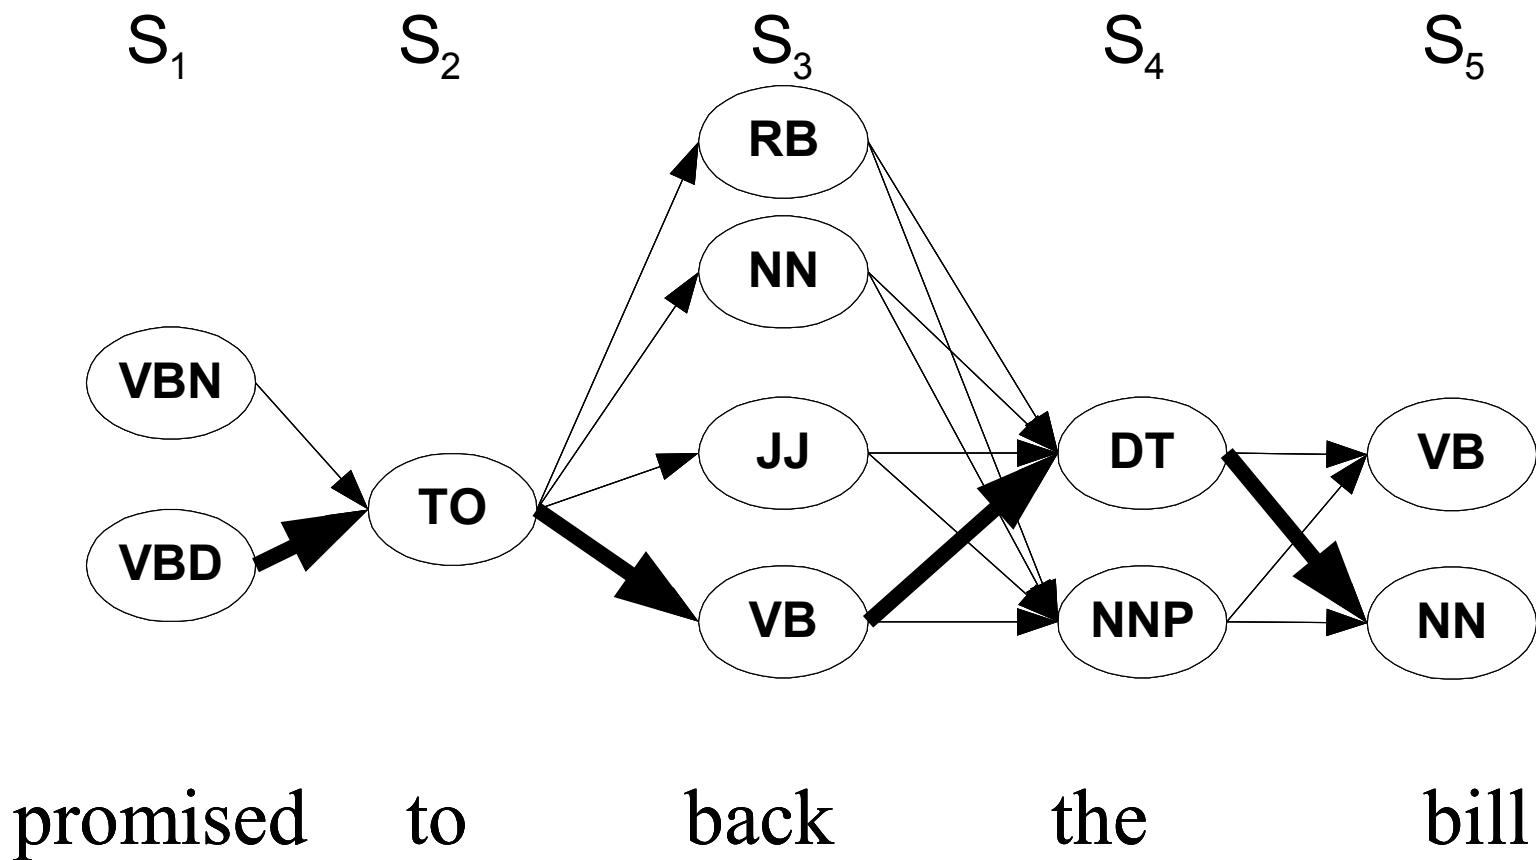 S1 S2 S3 S4 S5
RB
NN
VBN
JJ DT VB
TO
VBD
VB NNP NN
promised to back the bill